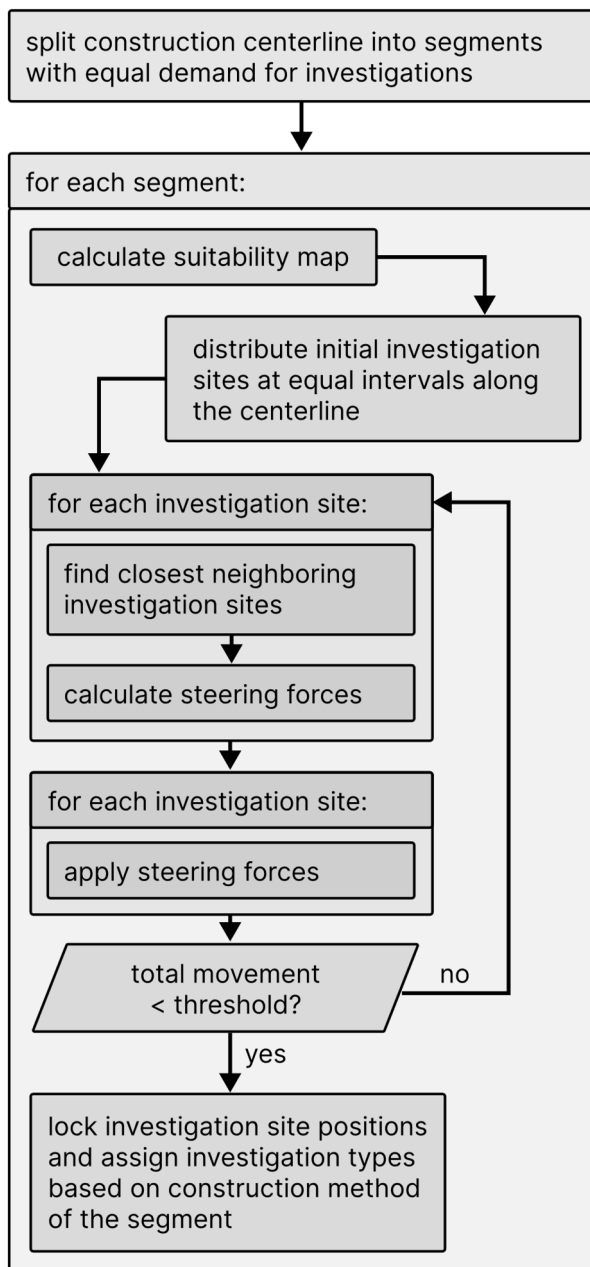 split construction centerline into segments
with equal demand for investigations
for each segment:
calculate suitability map
distribute initial investigation
sites at equal intervals along
the centerline
for each investigation site:
find closest neighboring
investigation sites
calculate steering forces
for each investigation site:
apply steering forces
total movement
< threshold?
no
yes
lock investigation site positions
and assign investigation types
based on construction method
of the segment